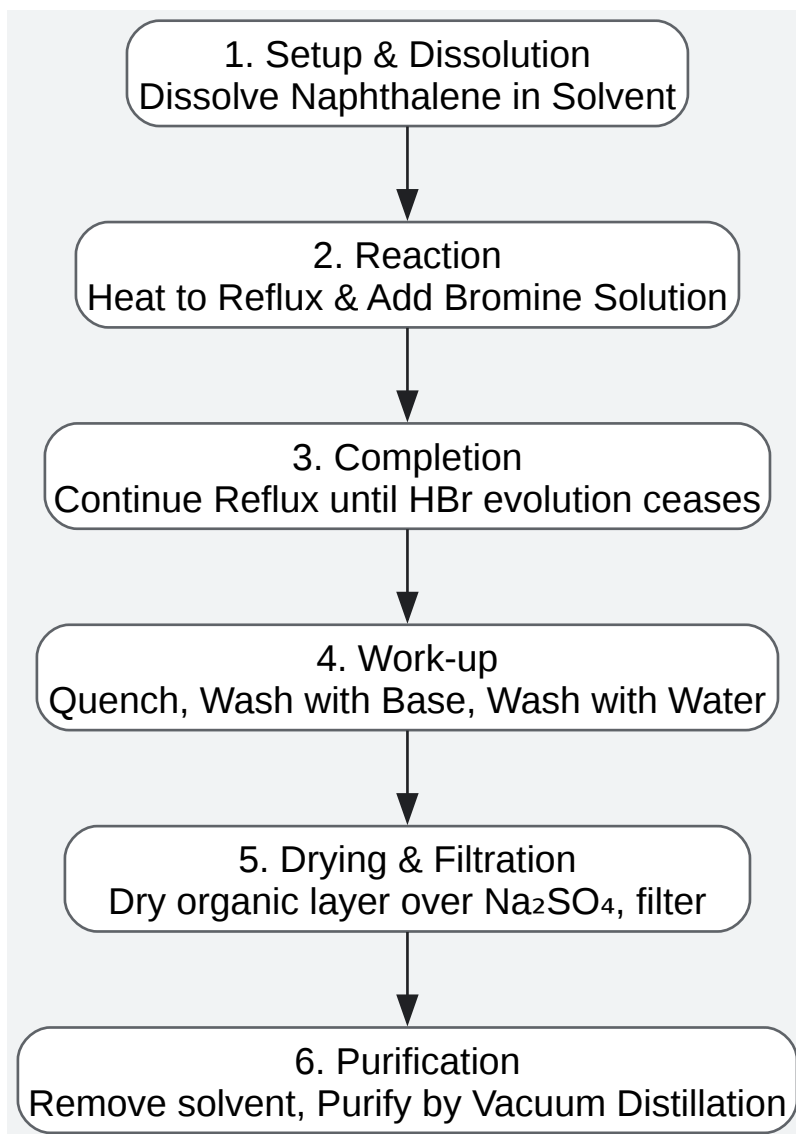 1. Setup & Dissolution
Dissolve Naphthalene in Solvent
2. Reaction
Heat to Reflux & Add Bromine Solution
3. Completion
Continue Reflux until HBr evolution ceases
4. Work-up
Quench, Wash with Base, Wash with Water
5. Drying & Filtration
Dry organic layer over Na₂SO₄, filter
6. Purification
Remove solvent, Purify by Vacuum Distillation